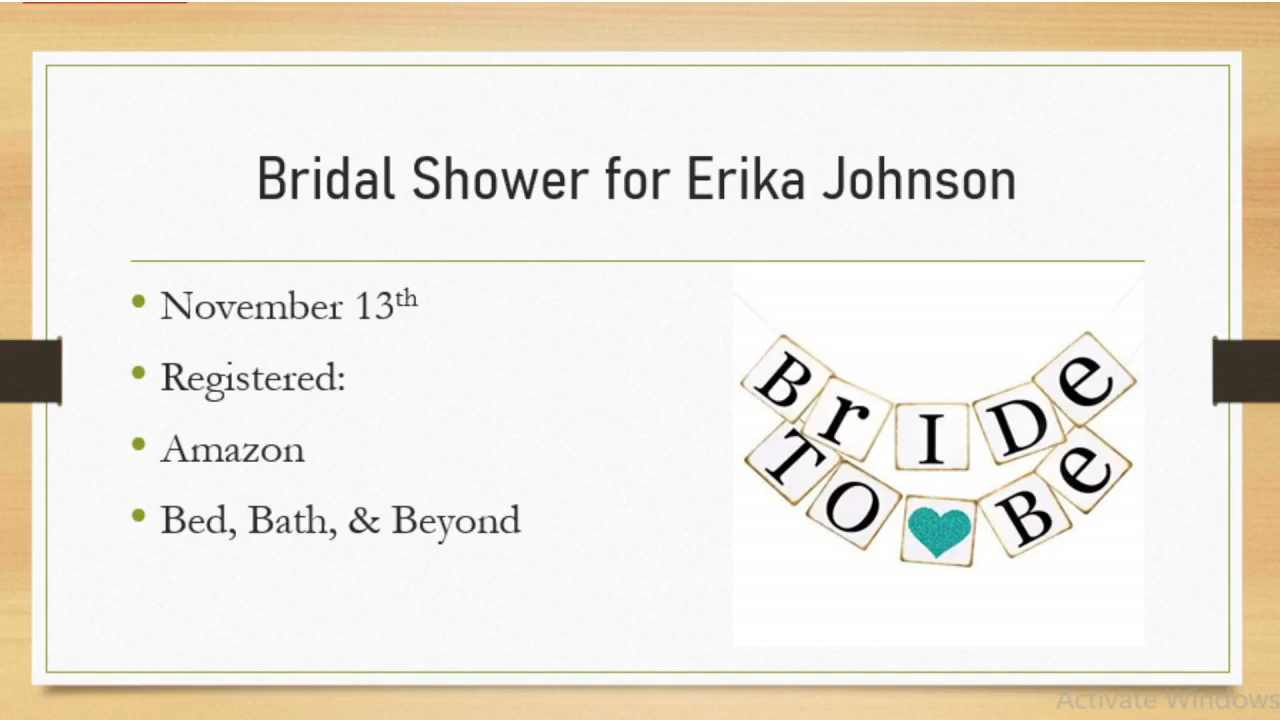 Bridal Shower for Erika Johnson
• November 13th
• Registered:
• Amazon
• Bed, Bath, & Beyond
BrIDe
TO Be
Activate Windows